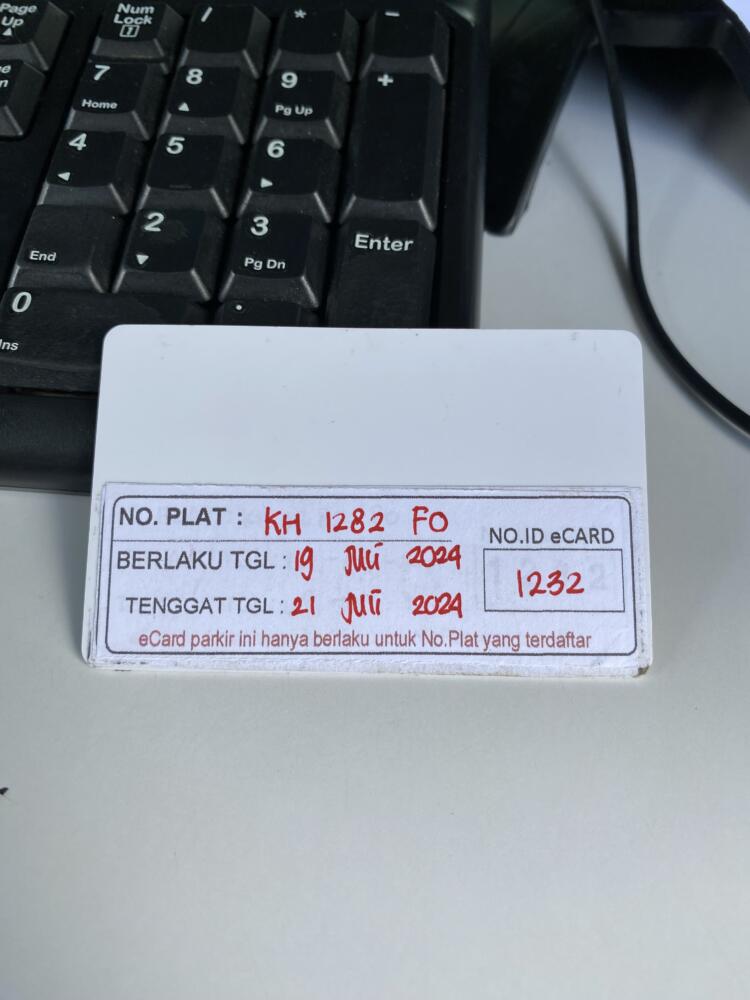 Page
Up
Num
Lock
/
*
-
7
Home
8
9
Pg Up
+
4
5
6
End
2
3
Pg Dn
Enter
0
Ins
.
NO. PLAT : KH 1282 FO
BERLAKU TGL : 19 Juli 2024
TENGGAT TGL : 21 Juli 2024
NO.ID eCARD
1232
eCard parkir ini hanya berlaku untuk No.Plat yang terdaftar